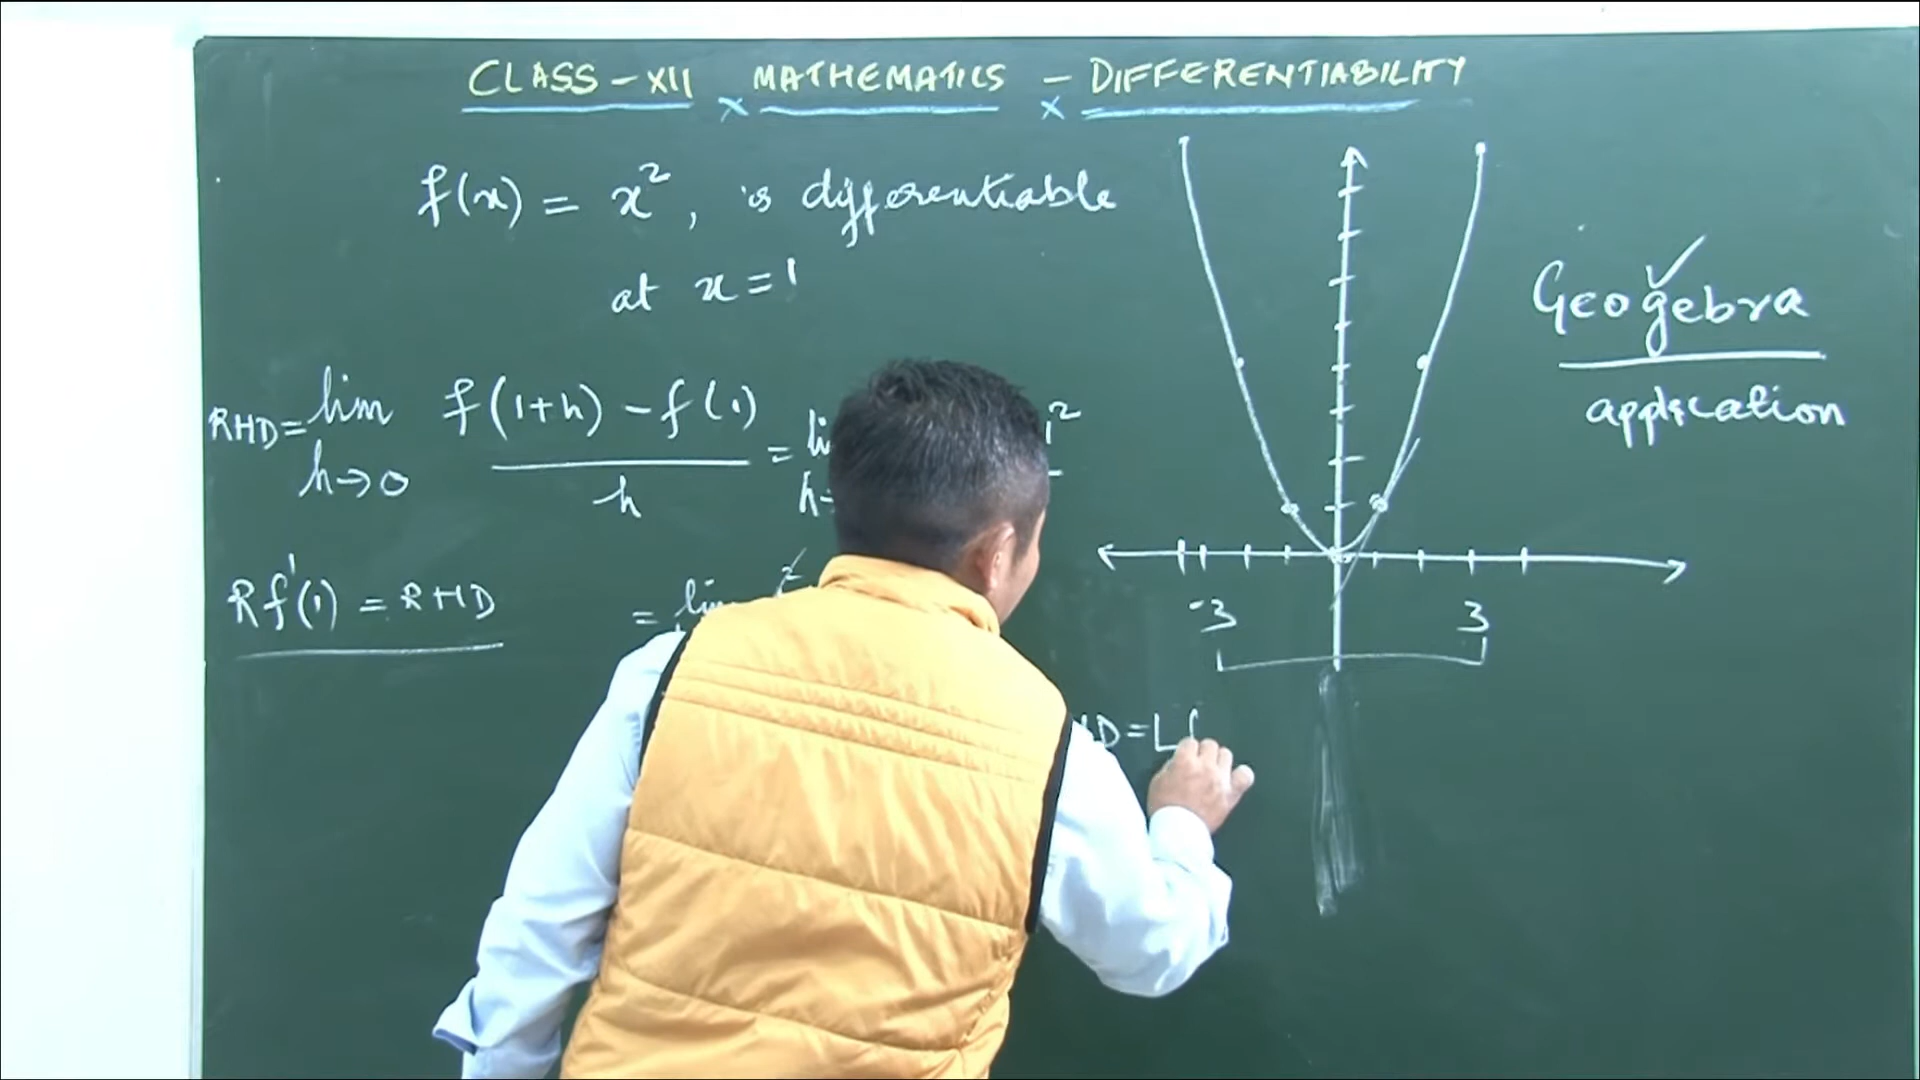 CLASS - XII MATHEMATICS - DIFFERENTIABILITY
f(x) = x², is differentiable
at x = 1
Geogebra
application
RHD = lim f(1+h) - f(1) = 1²
h→0 h
Rf'(1) = RHD =
-3 3
D = L